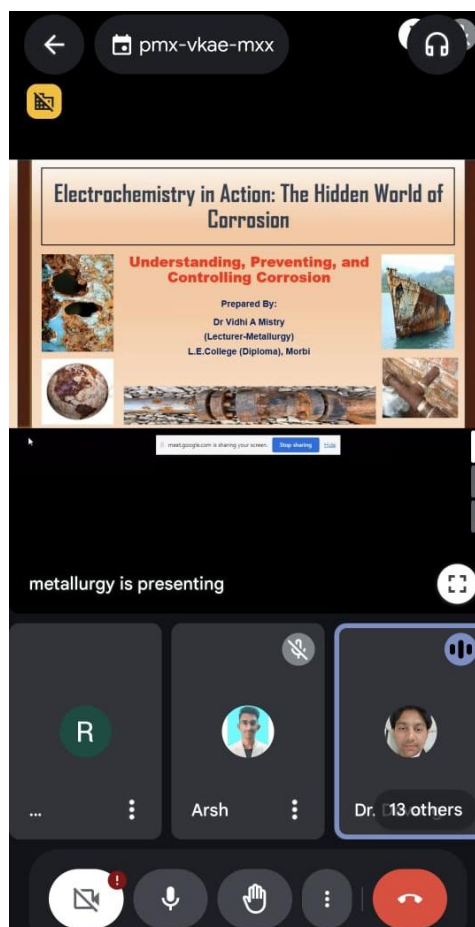 pmx-vkae-mxx
Electrochemistry in Action: The Hidden World of
Corrosion
Understanding, Preventing, and
Controlling Corrosion
Prepared By:
Dr Vidhi A Mistry
(Lecturer-Metallurgy)
L.E.College (Diploma), Morbi
meet.google.com is sharing your screen. Stop sharing Hide
metallurgy is presenting
R
... Arsh Dr. 13 others